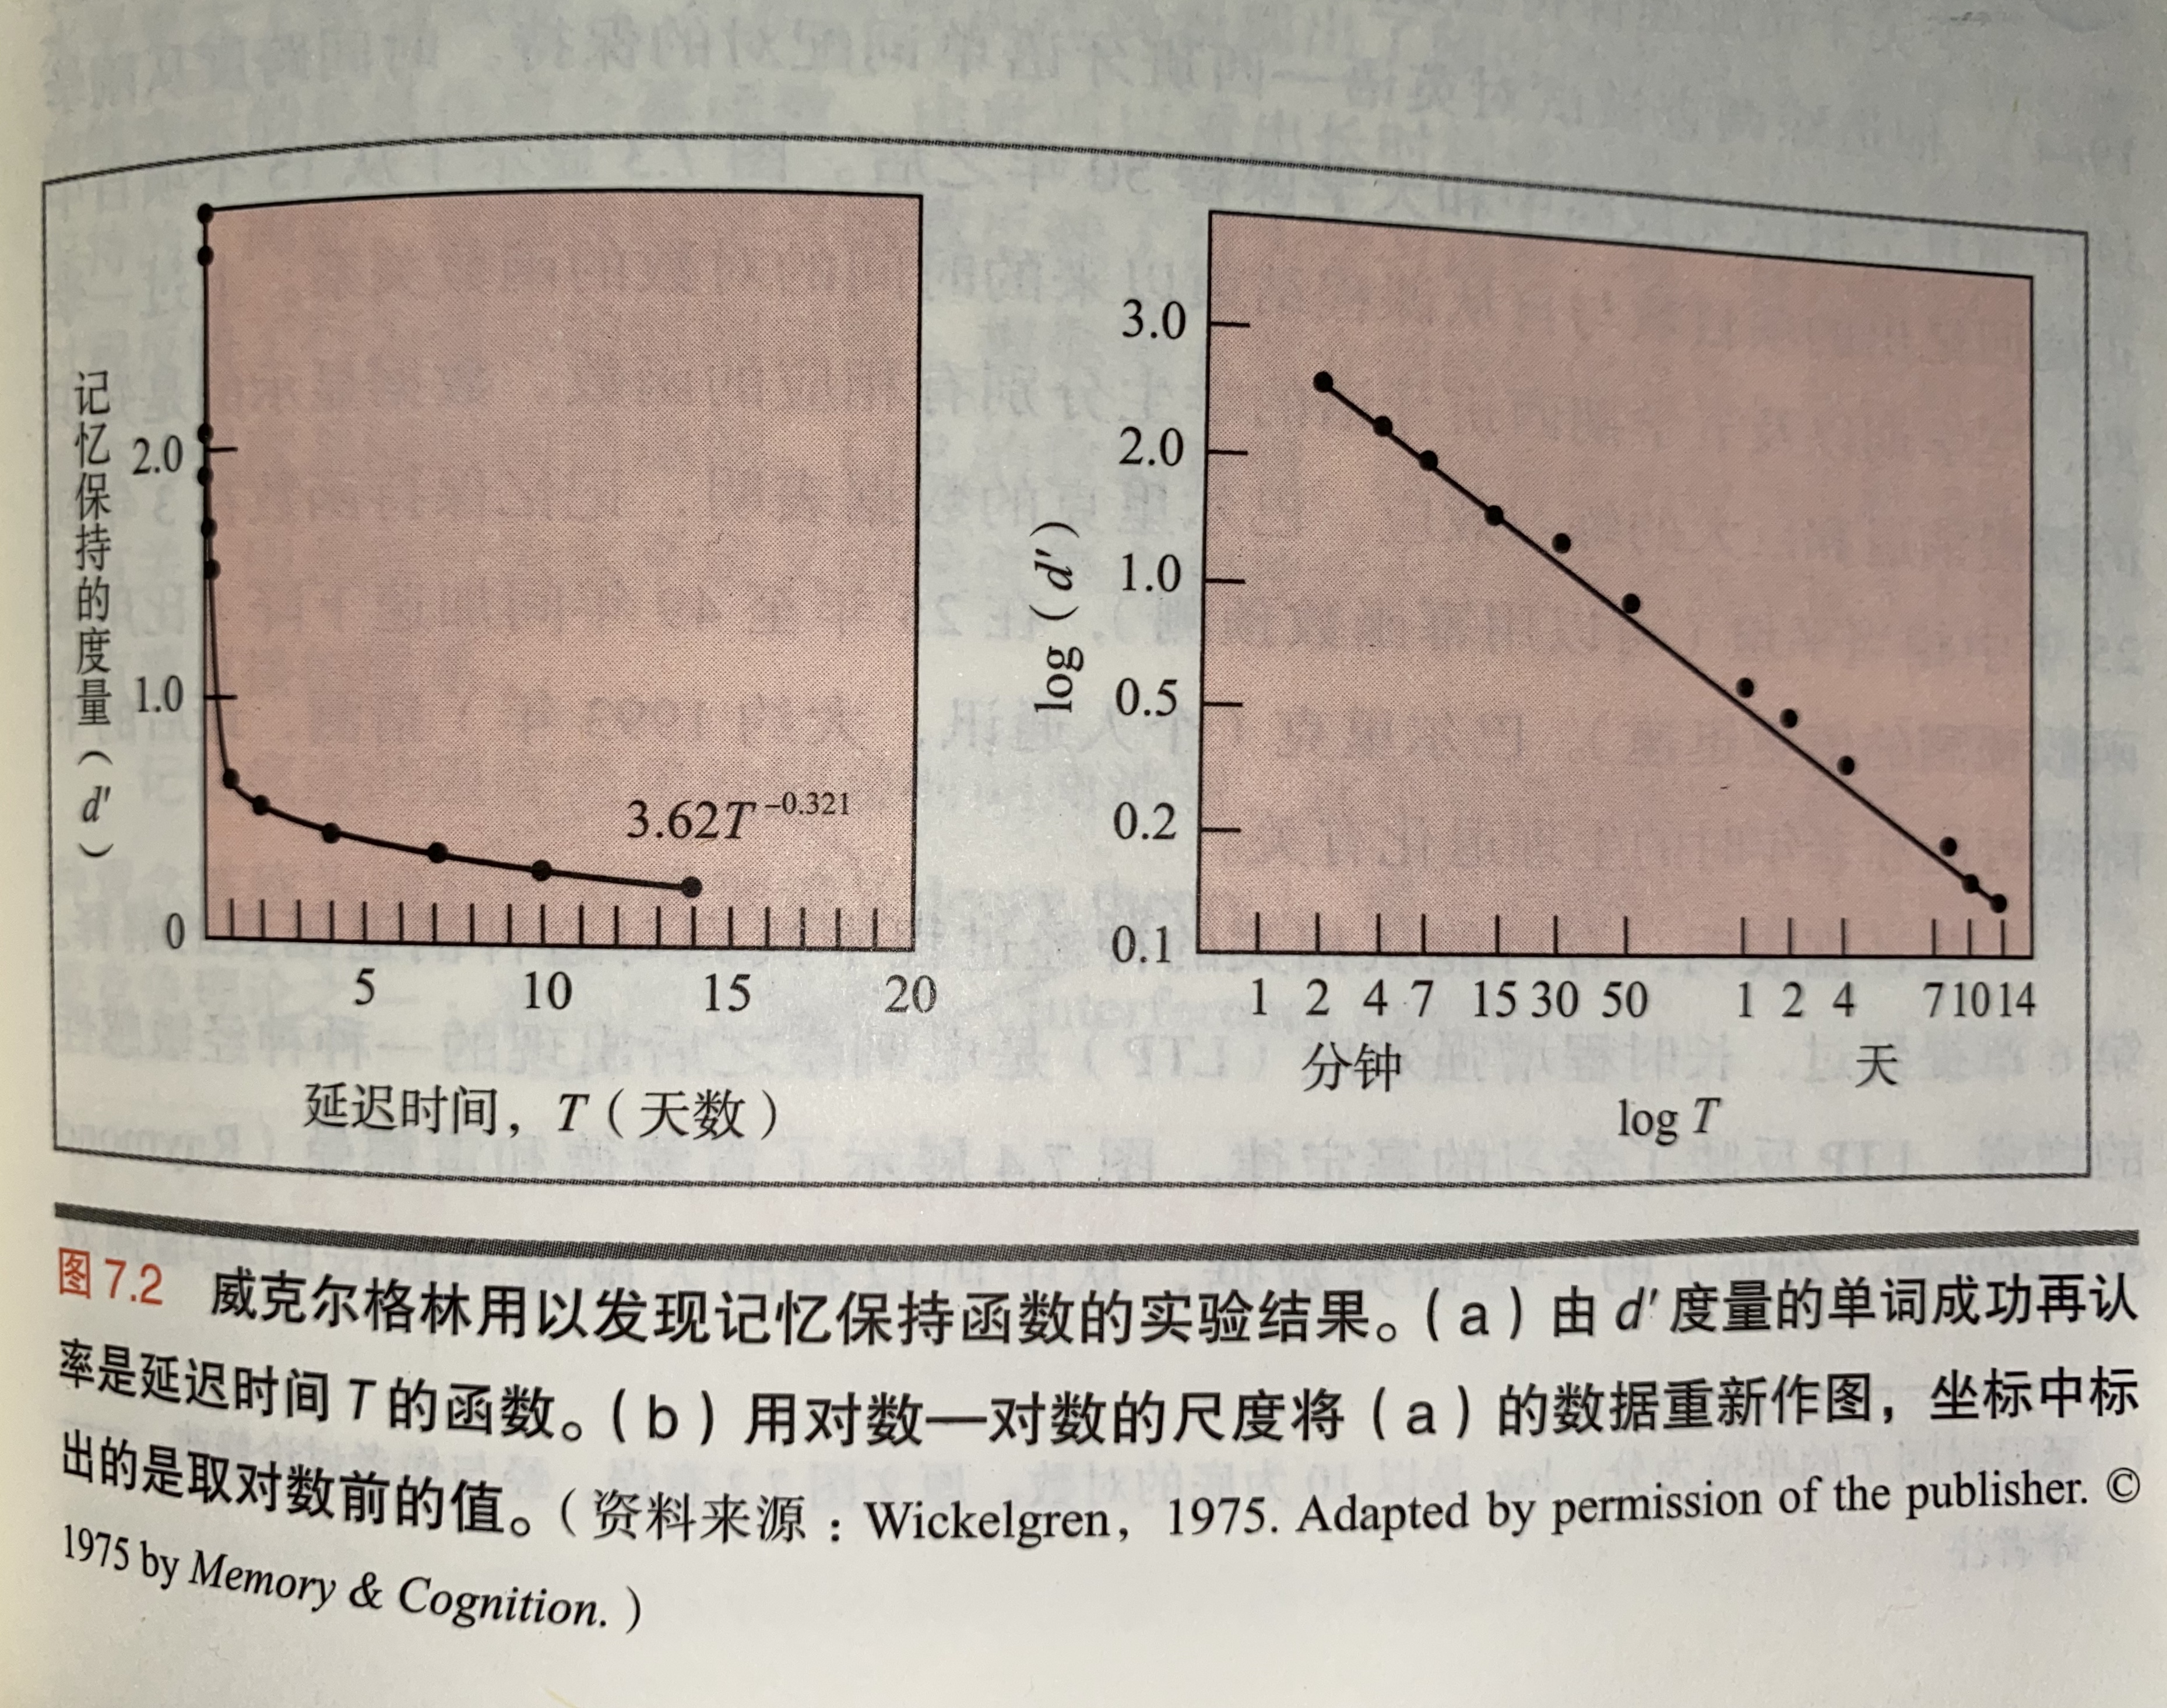 记忆保持的度量（d'）
2.0
1.0
0
3.62T^−0.321
5 10 15 20
延迟时间，T（天数）
log（d'）
3.0
2.0
1.0
0.5
0.2
0.1
1 2 4 7 15 30 50 1 2 4 7 10 14
分钟 天
log T
图7.2 威克尔格林用以发现记忆保持函数的实验结果。（a）由d'度量的单词成功再认
率是延迟时间T的函数。（b）用对数—对数的尺度将（a）的数据重新作图，坐标中标
出的是取对数前的值。（资料来源：Wickelgren，1975. Adapted by permission of the publisher. ©
1975 by Memory & Cognition.）